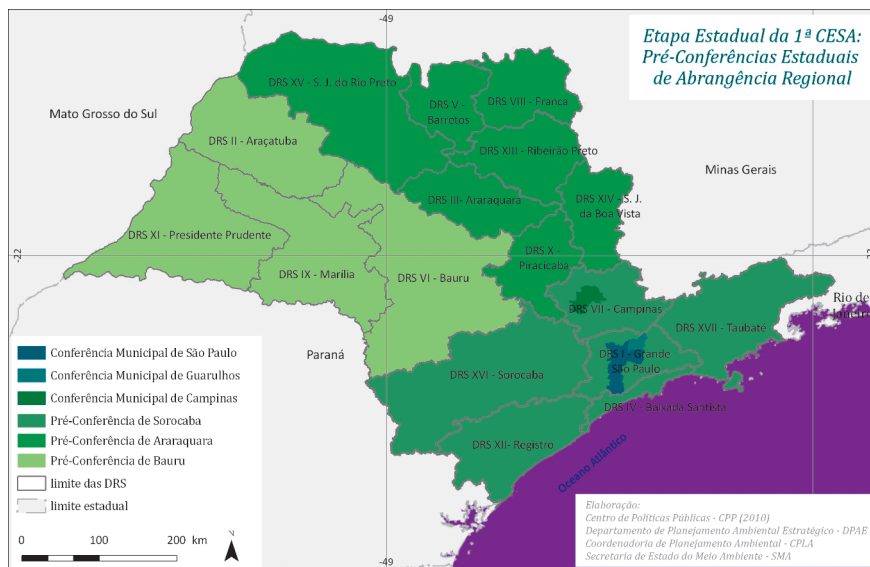 -49
Etapa Estadual da 1ª CESA:
Pré-Conferências Estaduais
de Abrangência Regional
DRS XV - S. J. do Rio Preto
DRS V -
Barretos
DRS VIII - Franca
Mato Grosso do Sul
DRS II - Araçatuba
DRS XIII - Ribeirão Preto
Minas Gerais
DRS III- Araraquara
DRS XIV - S. J.
da Boa Vista
DRS XI - Presidente Prudente
-22
-22
DRS X -
Piracicaba
DRS IX - Marília
DRS VI - Bauru
DRS VII - Campinas
Rio de
Janeiro
DRS XVII - Taubaté
Paraná
DRS I - Grande
São Paulo
DRS XVI - Sorocaba
DRS IV - Baixada Santista
DRS XII- Registro
Oceano Atlântico
Conferência Municipal de São Paulo
Conferência Municipal de Guarulhos
Conferência Municipal de Campinas
Pré-Conferência de Sorocaba
Pré-Conferência de Araraquara
Pré-Conferência de Bauru
limite das DRS
limite estadual
0 100 200 km
N
-49
Elaboração:
Centro de Políticas Públicas - CPP (2010)
Departamento de Planejamento Ambiental Estratégico - DPAE
Coordenadoria de Planejamento Ambiental - CPLA
Secretaria de Estado do Meio Ambiente - SMA